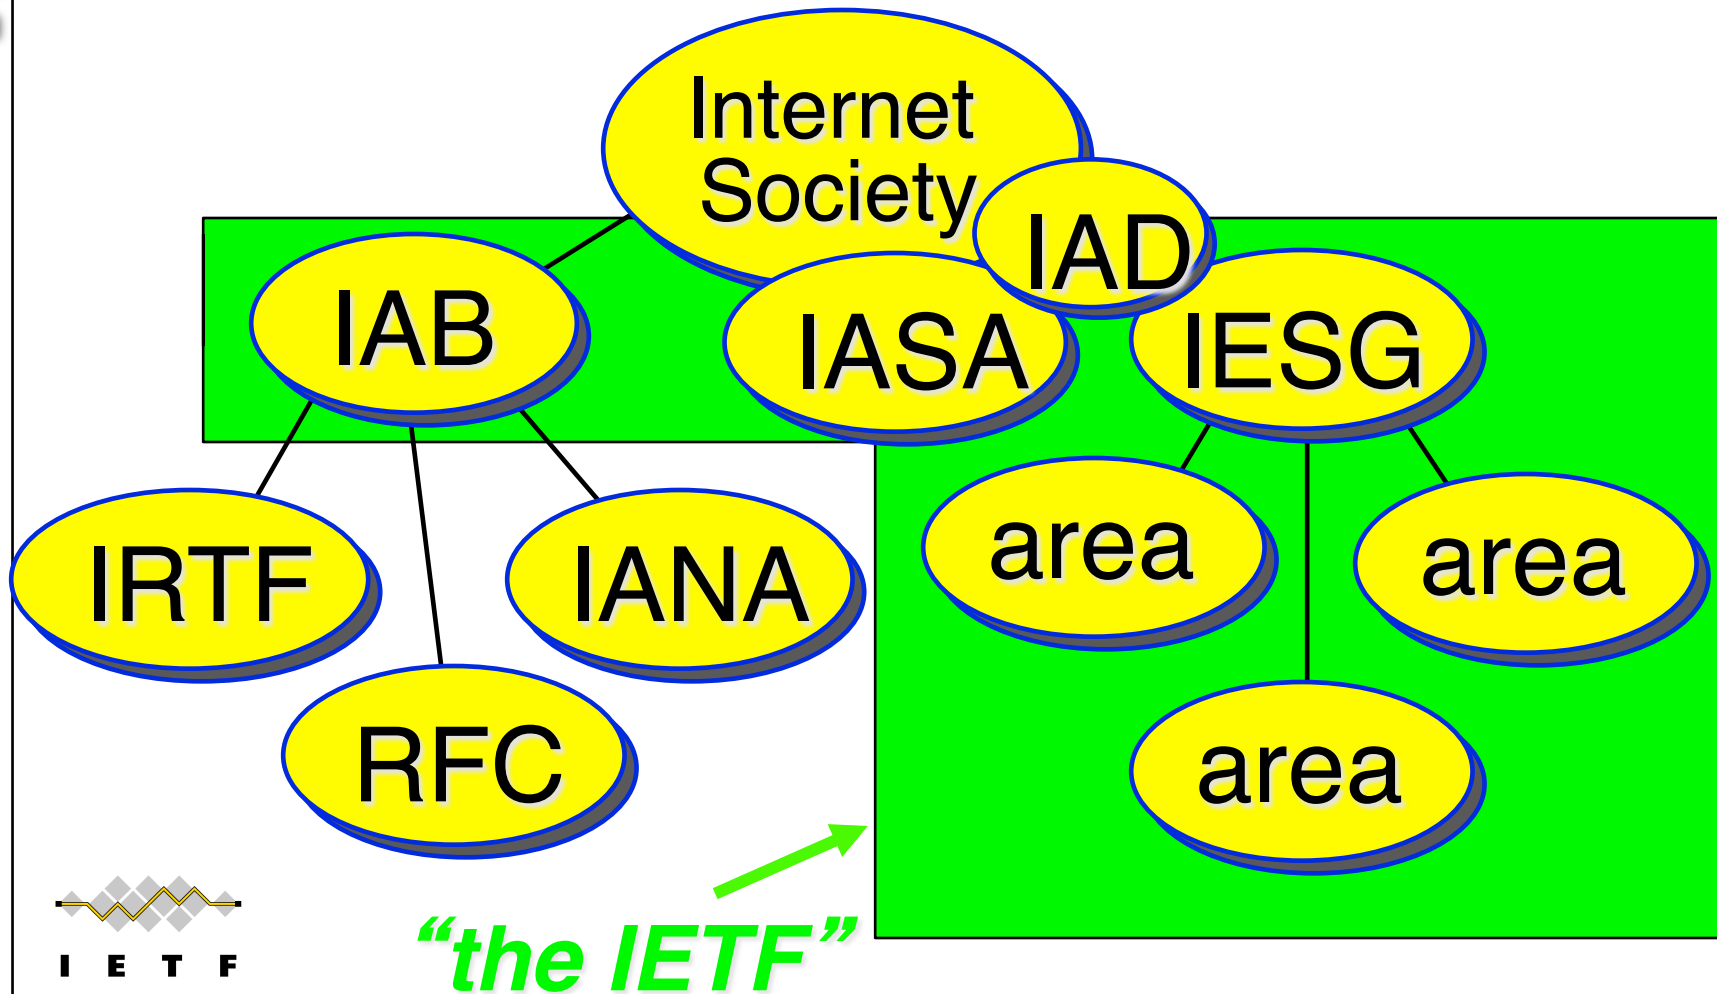 Internet
Society
IAD
IAB
IASA
IESG
IRTF
IANA
area
area
RFC
area
“the IETF”
I E T F